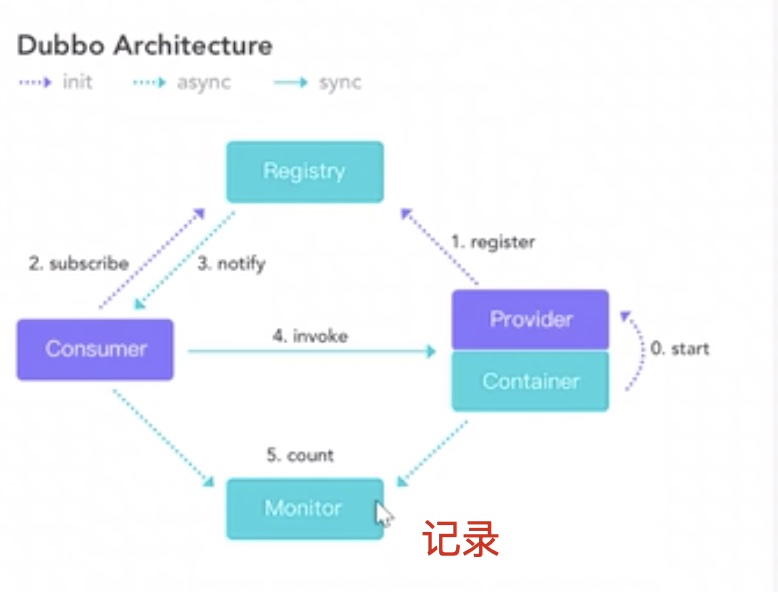 Dubbo Architecture
init async sync
Registry
1. register
2. subscribe
3. notify
Provider
4. invoke
Consumer
0. start
Container
5. count
Monitor
记录